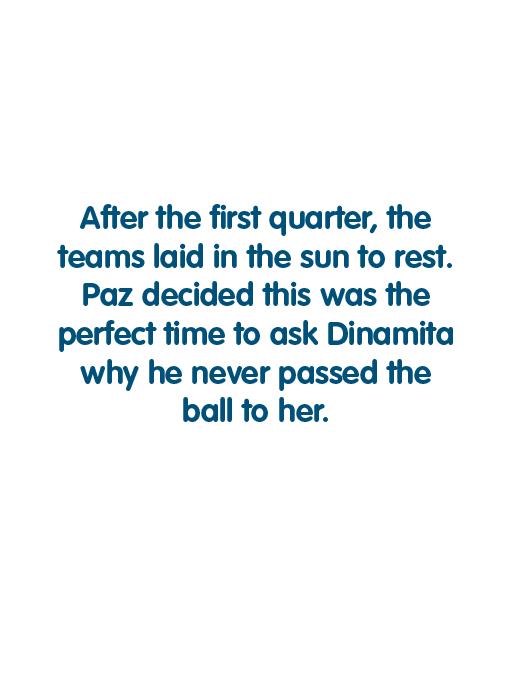 After the first quarter, the
teams laid in the sun to rest.
Paz decided this was the
perfect time to ask Dinamita
why he never passed the
ball to her.